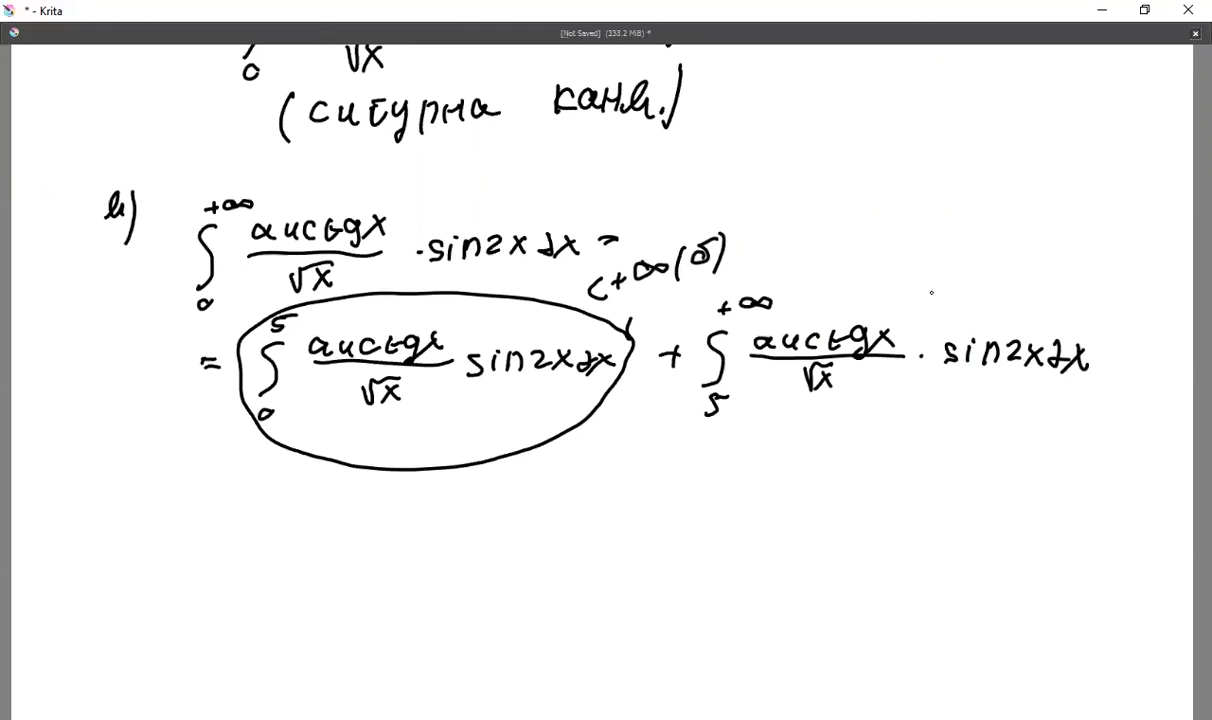 * - Krita
[Not Saved] (333.2 MiB) *
0 √x
(сигурна конв.)
в) ∫₀^{+∞} arctgx/√x · sin2x dx =
< +∞ (б)
= ∫₀^5 arctgx/√x sin2x dx + ∫₅^{+∞} arctgx/√x · sin2x dx